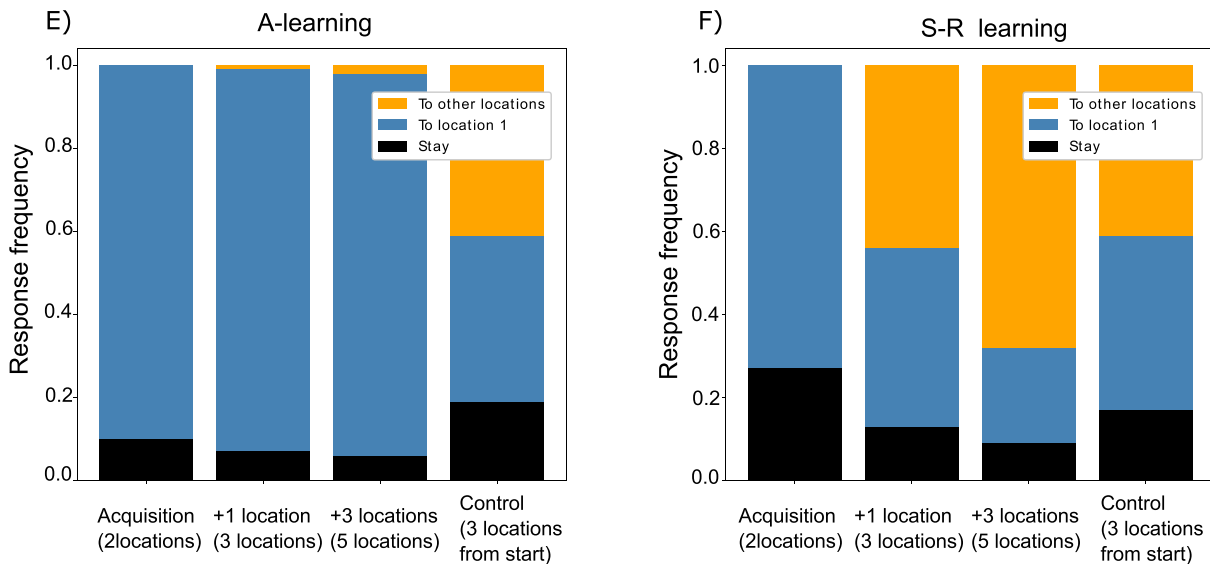 E)
A-learning
Response frequency
1.0
0.8
0.6
0.4
0.2
0.0
To other locations
To location 1
Stay
Acquisition
(2locations)
+1 location
(3 locations)
+3 locations
(5 locations)
Control
(3 locations
from start)
F)
S-R learning
Response frequency
1.0
0.8
0.6
0.4
0.2
0.0
To other locations
To location 1
Stay
Acquisition
(2locations)
+1 location
(3 locations)
+3 locations
(5 locations)
Control
(3 locations
from start)